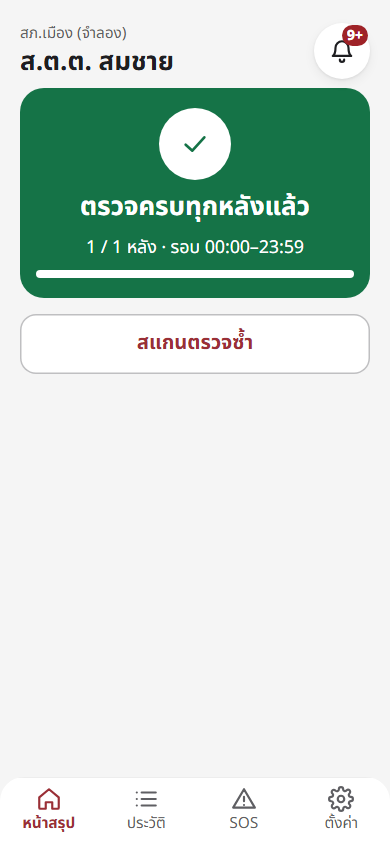 สภ.เมือง (จำลอง)
ส.ต.ต. สมชาย
9+
ตรวจครบทุกหลังแล้ว
1 / 1 หลัง · รอบ 00:00–23:59
สแกนตรวจซ้ำ
หน้าสรุป
ประวัติ
SOS
ตั้งค่า